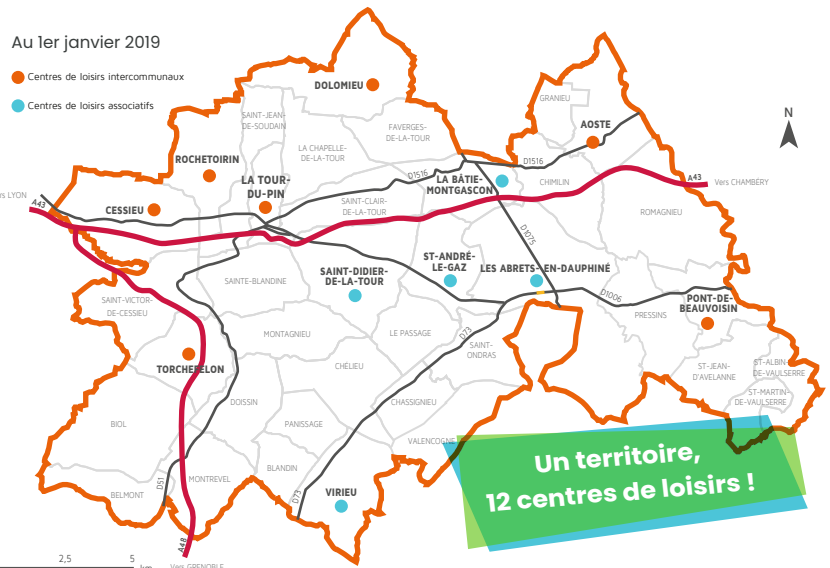 Au 1er janvier 2019
Centres de loisirs intercommunaux
Centres de loisirs associatifs
DOLOMIEU
GRANIEU
N
SAINT-JEAN-
DE-SOUDAIN
FAVERGES-
DE-LA-TOUR
AOSTE
LA CHAPELLE-
DE-LA-TOUR
ROCHETOIRIN
D1516
D1516
LA TOUR-
DU-PIN
LA BÂTIE-
MONTGASCON
CHIMILIN
A43
Vers CHAMBÉRY
LYON
A43
CESSIEU
SAINT-CLAIR-
DE-LA-TOUR
ROMAGNIEU
D1075
SAINTE-BLANDINE
SAINT-DIDIER-
DE-LA-TOUR
ST-ANDRÉ-
LE-GAZ
LES ABRETS-EN-DAUPHINÉ
D1006
SAINT-VICTOR-
DE-CESSIEU
PONT-DE-
BEAUVOISIN
PRESSINS
MONTAGNIEU
LE PASSAGE
D73
SAINT-
ONDRAS
TORCHEFELON
CHÉLIEU
ST-JEAN-
D'AVELANNE
ST-ALBIN-
DE-VAULSERRE
ST-MARTIN-
DE-VAULSERRE
DOISSIN
CHASSIGNIEU
BIOL
PANISSAGE
VALENCOGNE
Un territoire,
12 centres de loisirs !
BLANDIN
MONTREVEL
D51
BELMONT
D73
VIRIEU
A48
Vers GRENOBLE
2,5
5
km